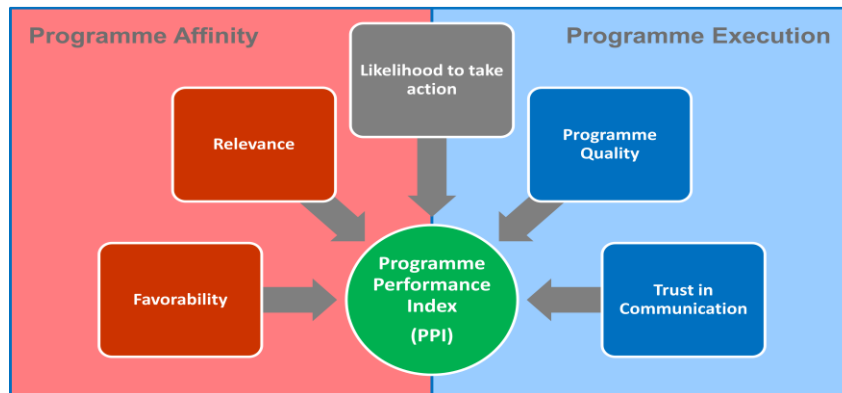 Programme Affinity
Programme Execution
Likelihood to take
action
Relevance
Programme
Quality
Favorability
Programme
Performance
Index
(PPI)
Trust in
Communication